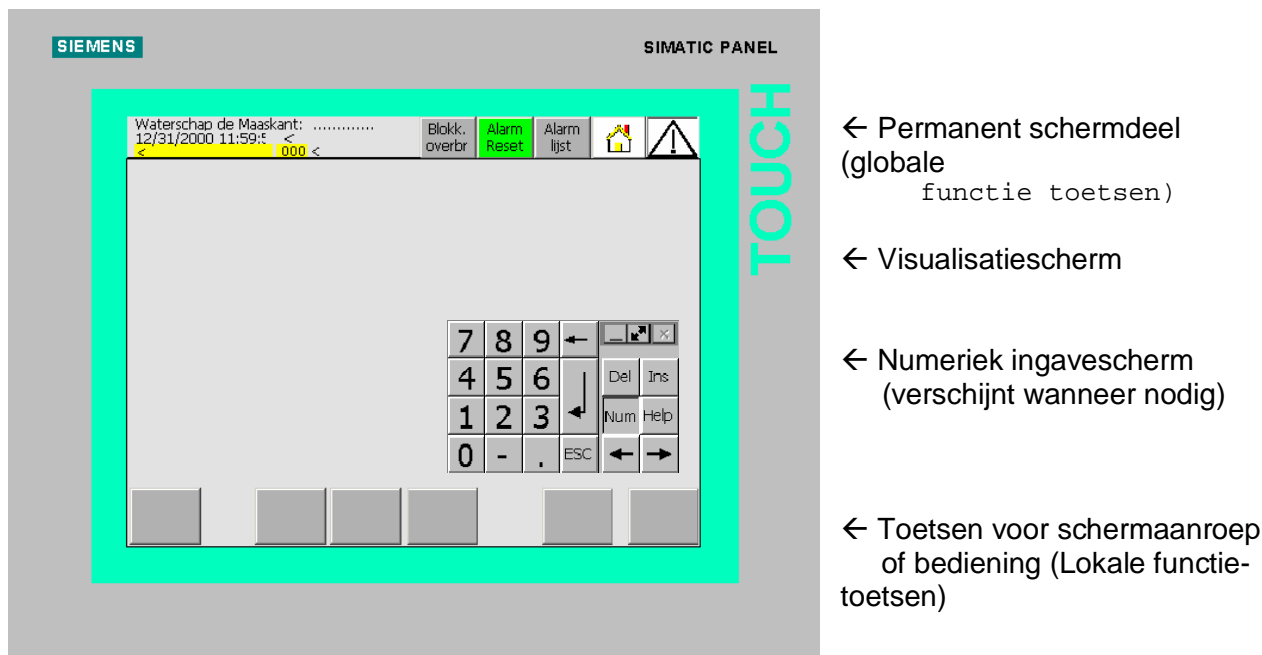 SIEMENS
SIMATIC PANEL
TOUCH
Waterschap de Maaskant: .............
12/31/2000 11:59:5 <
< 000 <
Blokk.
overbr
Alarm
Reset
Alarm
lijst
7 8 9
4 5 6 Del Ins
1 2 3 Num Help
0 - . ESC
← Permanent schermdeel
(globale
functie toetsen)
← Visualisatiescherm
← Numeriek ingavescherm
(verschijnt wanneer nodig)
← Toetsen voor schermaanroep
of bediening (Lokale functie-
toetsen)